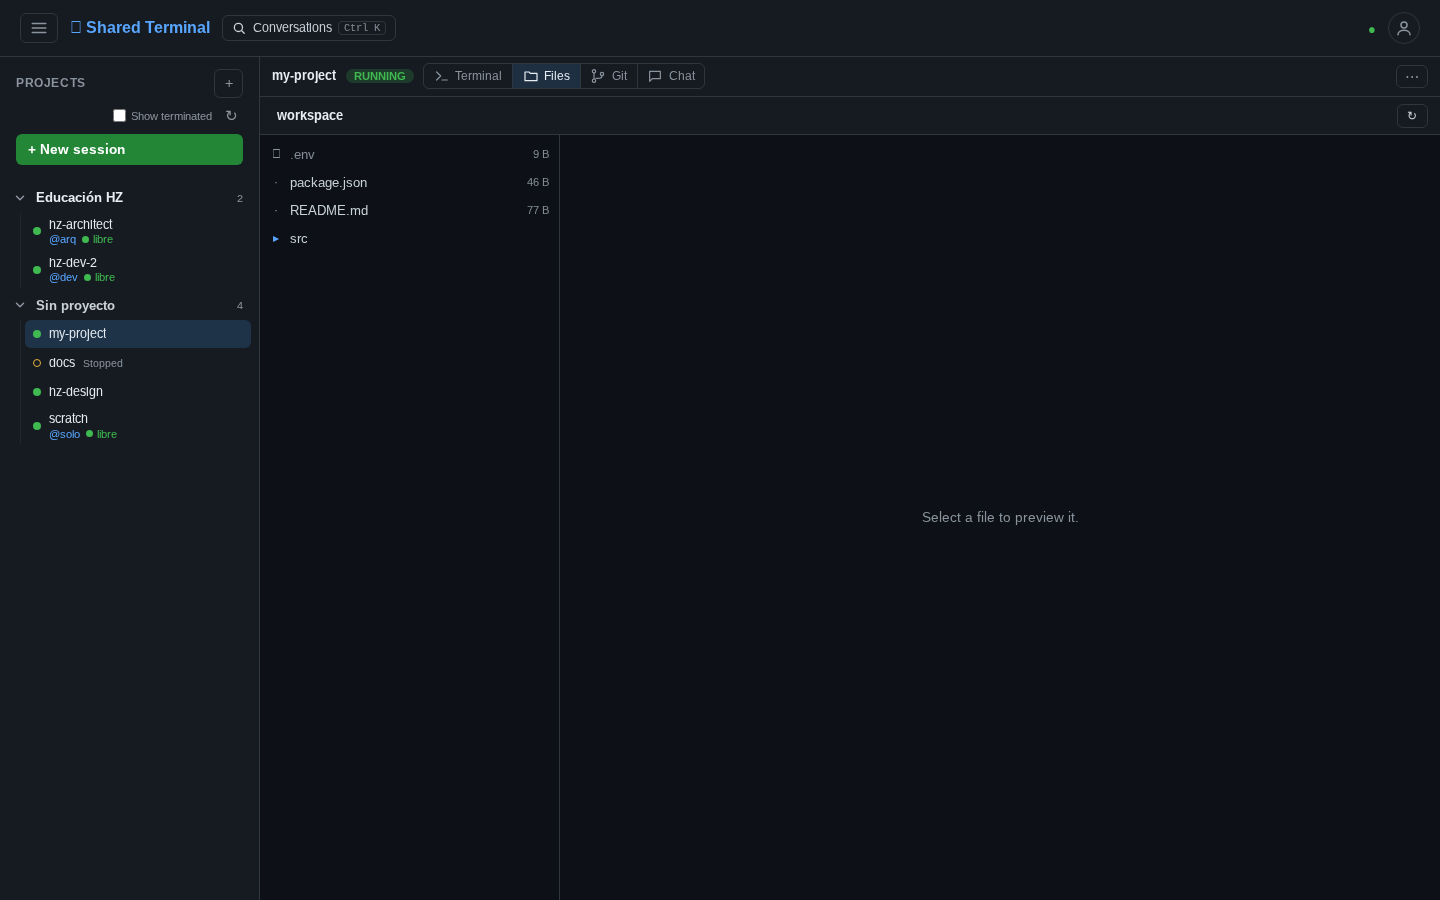 Shared Terminal
Conversations Ctrl K
PROJECTS +
Show terminated
+ New session
Educación HZ 2
hz-architect
@arq libre
hz-dev-2
@dev libre
Sin proyecto 4
my-project
docs Stopped
hz-design
scratch
@solo libre
my-project RUNNING Terminal Files Git Chat
workspace
.env 9 B
package.json 46 B
README.md 77 B
src
Select a file to preview it.